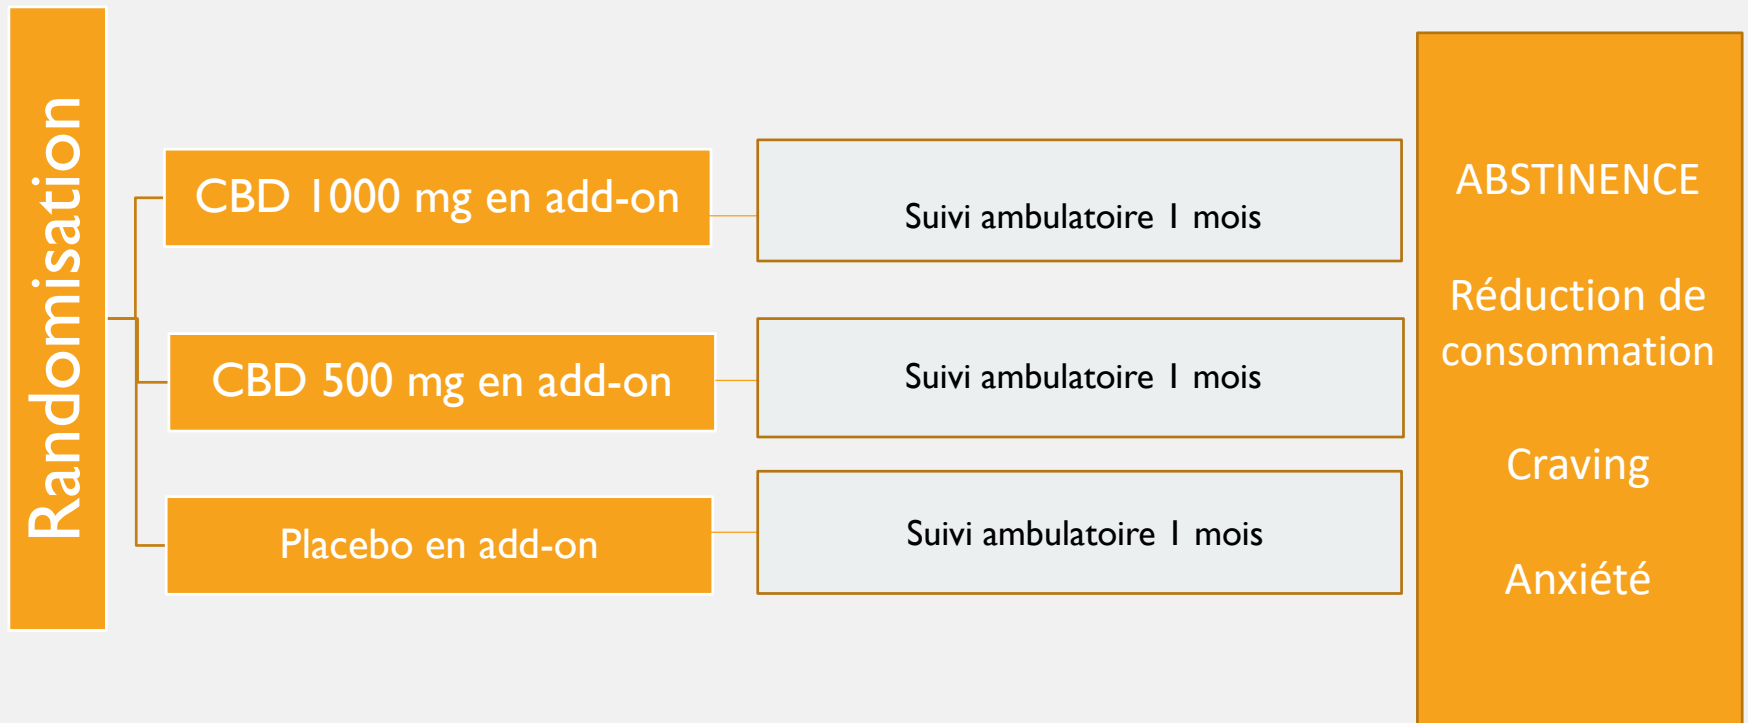 Randomisation
CBD 1000 mg en add-on
Suivi ambulatoire 1 mois
CBD 500 mg en add-on
Suivi ambulatoire 1 mois
Placebo en add-on
Suivi ambulatoire 1 mois
ABSTINENCE
Réduction de
consommation
Craving
Anxiété